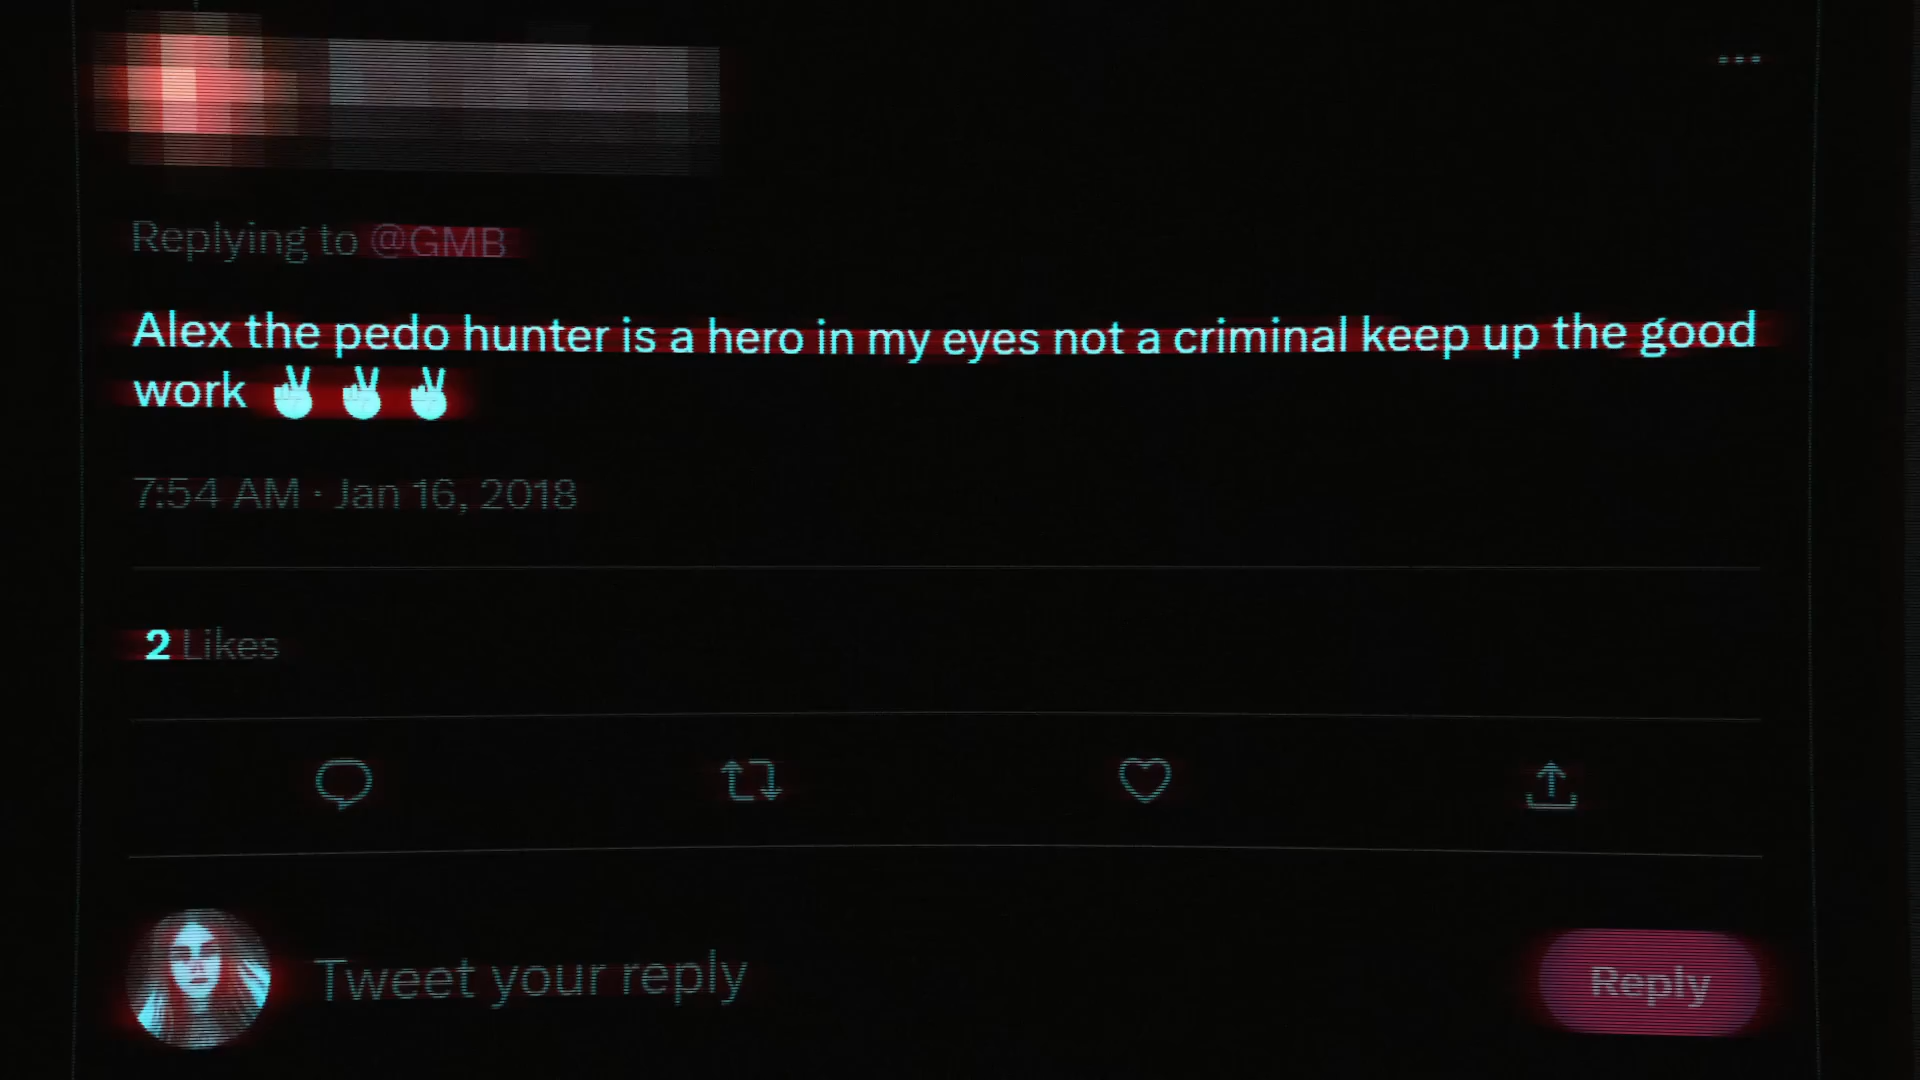 Replying to @GMB
Alex the pedo hunter is a hero in my eyes not a criminal keep up the good
work ✌ ✌ ✌
7:54 AM · Jan 16, 2018
2 Likes
Tweet your reply
Reply